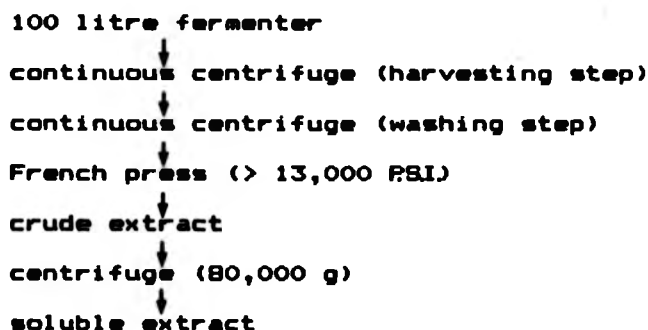 100 litre fermenter
continuous centrifuge (harvesting step)
continuous centrifuge (washing step)
French press (> 13,000 P.S.I.)
crude extract
centrifuge (80,000 g)
soluble extract